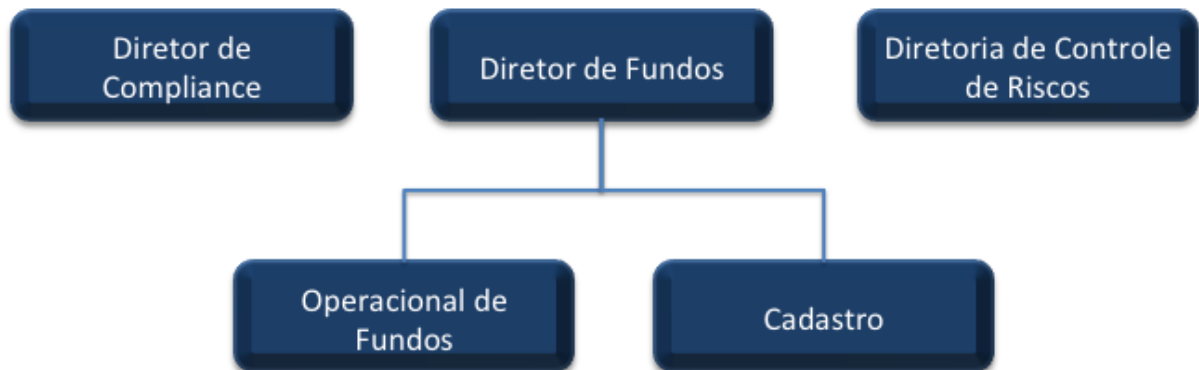 Diretor de
Compliance
Diretor de Fundos
Diretoria de Controle
de Riscos
Operacional de
Fundos
Cadastro